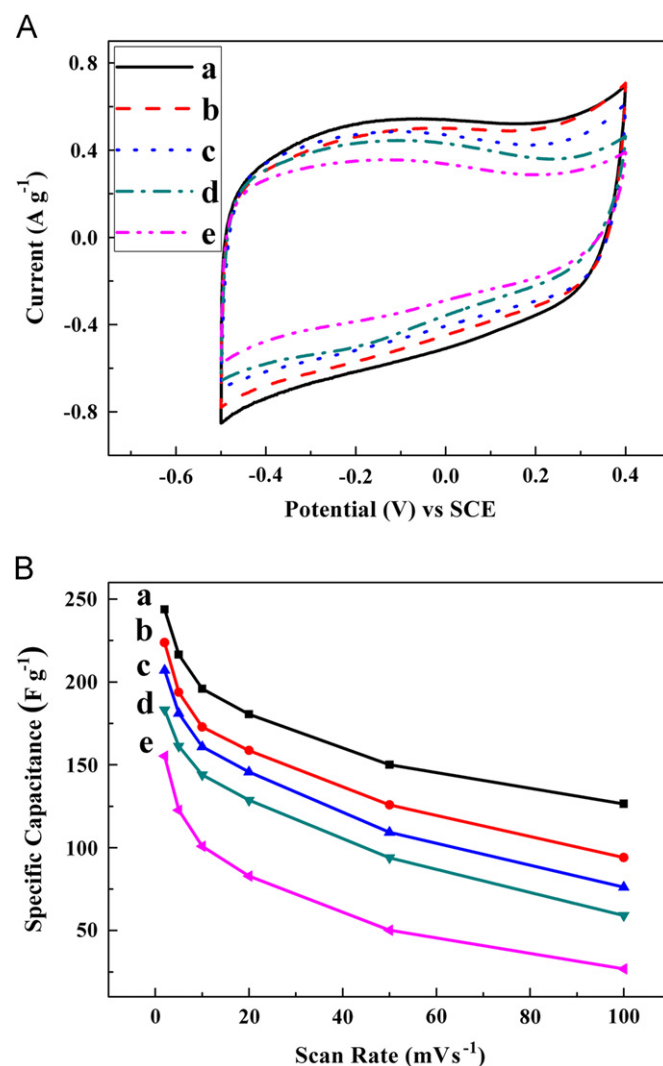 A
a
b
c
d
e
0.8
0.4
0.0
-0.4
-0.8
Current (A g-1)
-0.6 -0.4 -0.2 0.0 0.2 0.4
Potential (V) vs SCE
B
a
b
c
d
e
250
200
150
100
50
Specific Capacitance (F g-1)
0 20 40 60 80 100
Scan Rate (mVs-1)